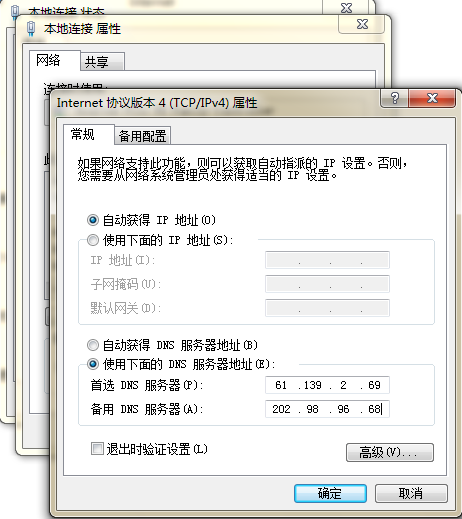 本地连接 状态
本地连接 属性
网络
共享
连接时使用:
此
Internet 协议版本 4 (TCP/IPv4) 属性
常规
备用配置
如果网络支持此功能，则可以获取自动指派的 IP 设置。否则，
您需要从网络系统管理员处获得适当的 IP 设置。
自动获得 IP 地址(O)
使用下面的 IP 地址(S):
IP 地址(I):
子网掩码(U):
默认网关(D):
自动获得 DNS 服务器地址(B)
使用下面的 DNS 服务器地址(E):
首选 DNS 服务器(P): 61 .139 . 2 . 69
备用 DNS 服务器(A): 202 . 98 . 96 . 68
退出时验证设置(L)
高级(V)...
确定
取消